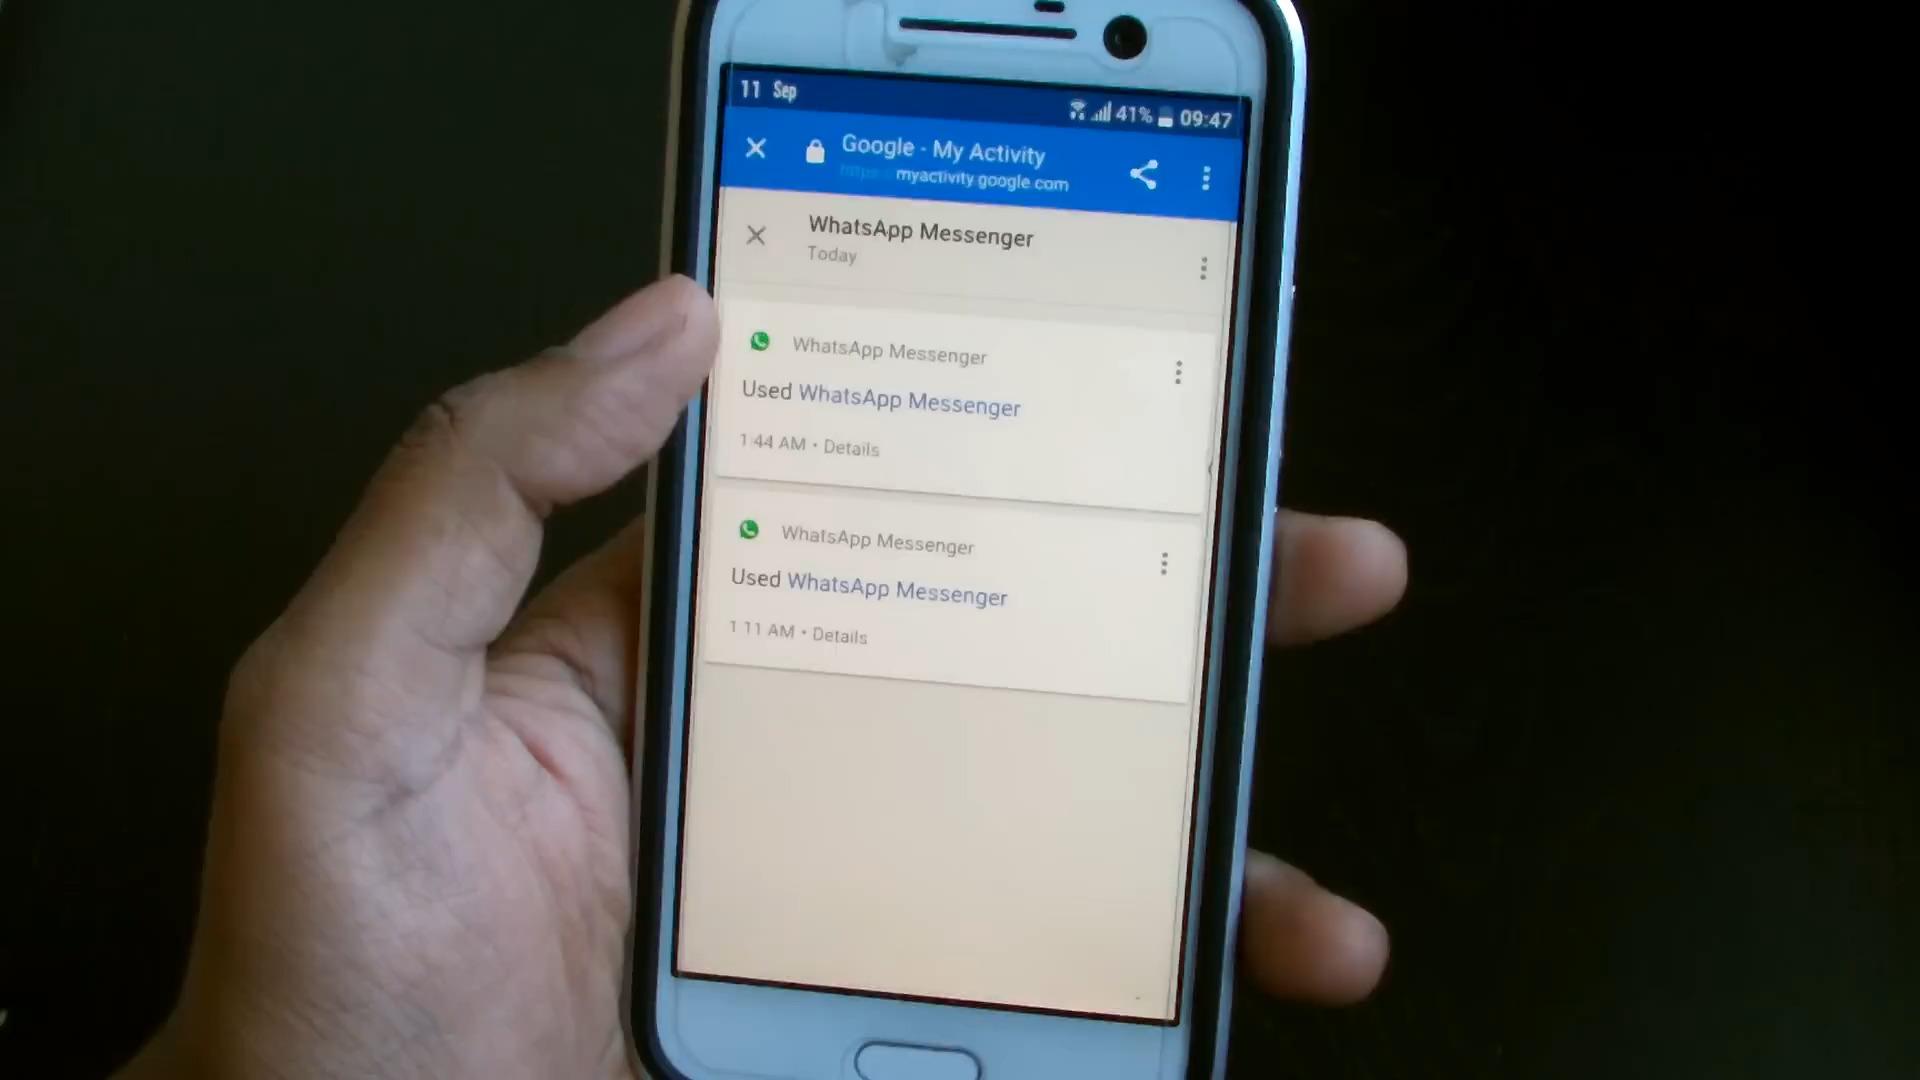 11 Sep 41% 09:47
Google - My Activity
https://myactivity.google.com
WhatsApp Messenger
Today
WhatsApp Messenger
Used WhatsApp Messenger
1:44 AM • Details
WhatsApp Messenger
Used WhatsApp Messenger
1:11 AM • Details